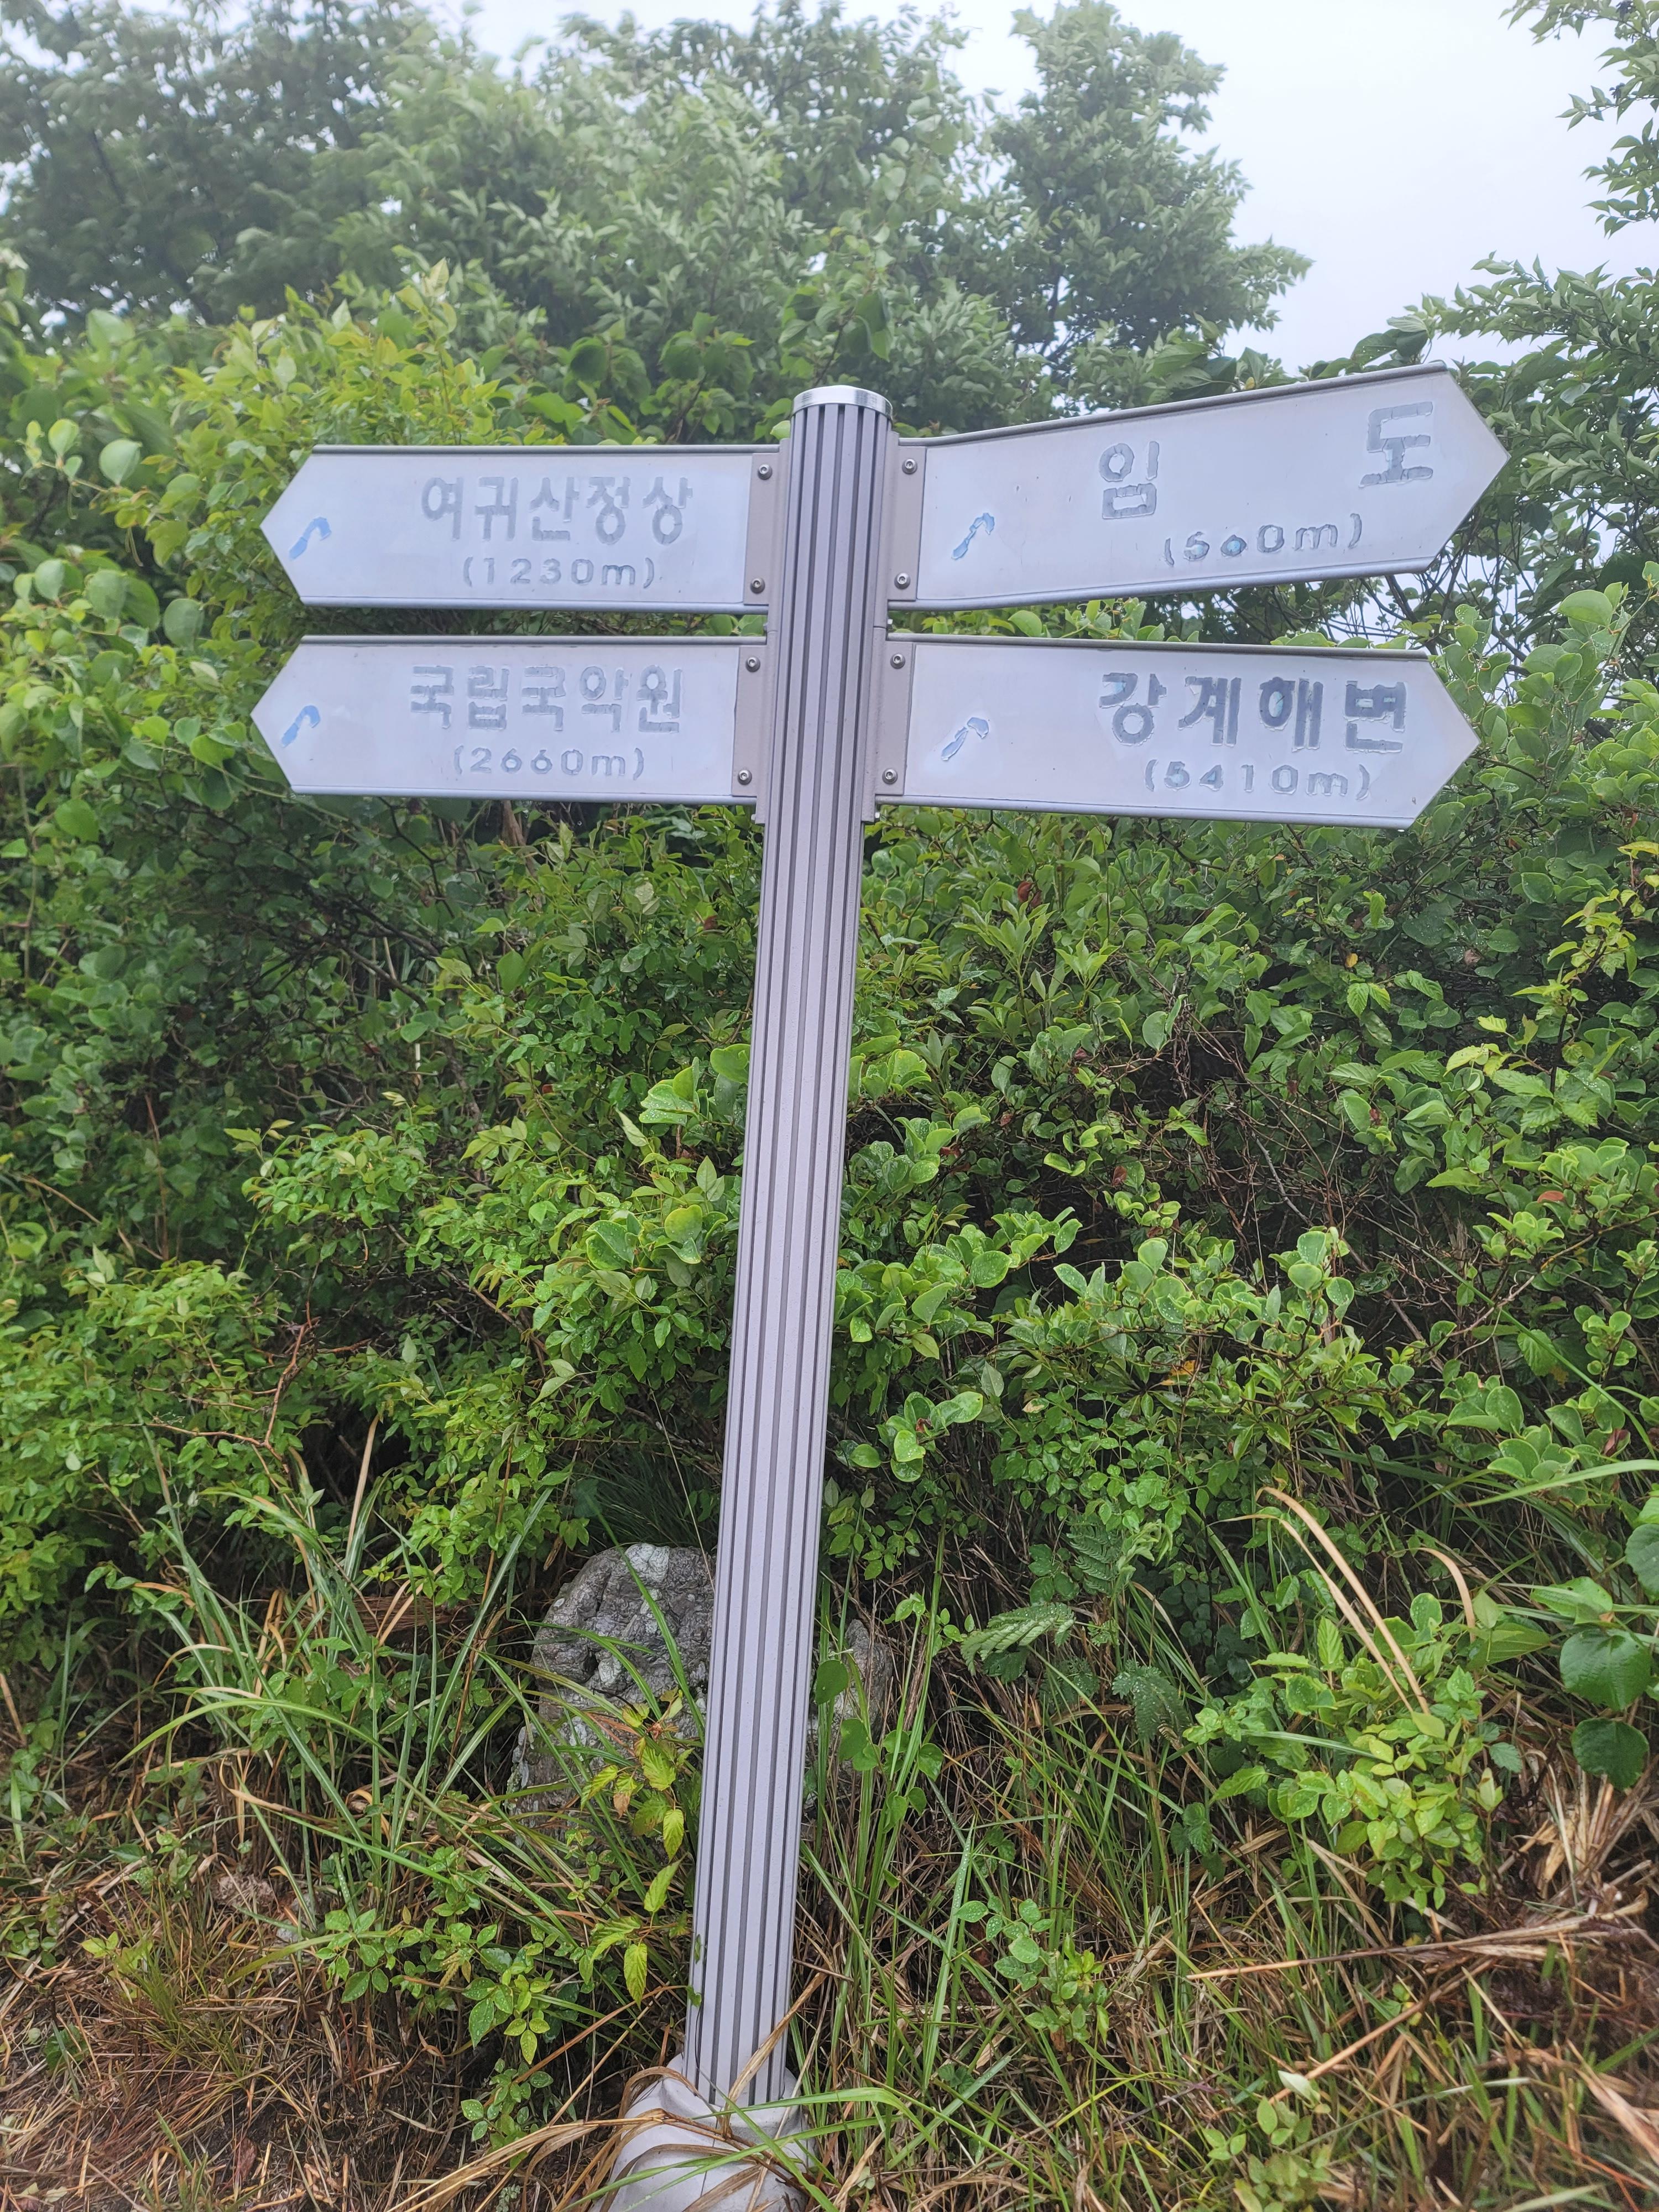 여귀산정상
(1230m)
임 도
(560m)
국립국악원
(2660m)
강계해변
(5410m)